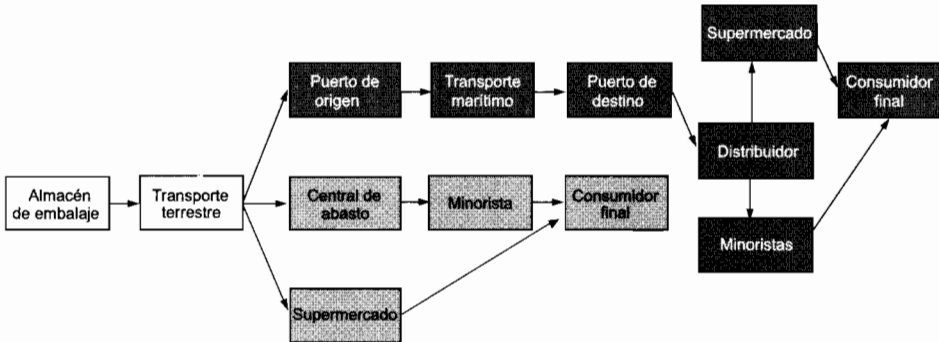 Supermercado
Puerto de
origen
Transporte
marítimo
Puerto de
destino
Consumidor
final
Distribuidor
Almacén
de embalaje
Transporte
terrestre
Central de
abasto
Minorista
Consumidor
final
Minoristas
Supermercado